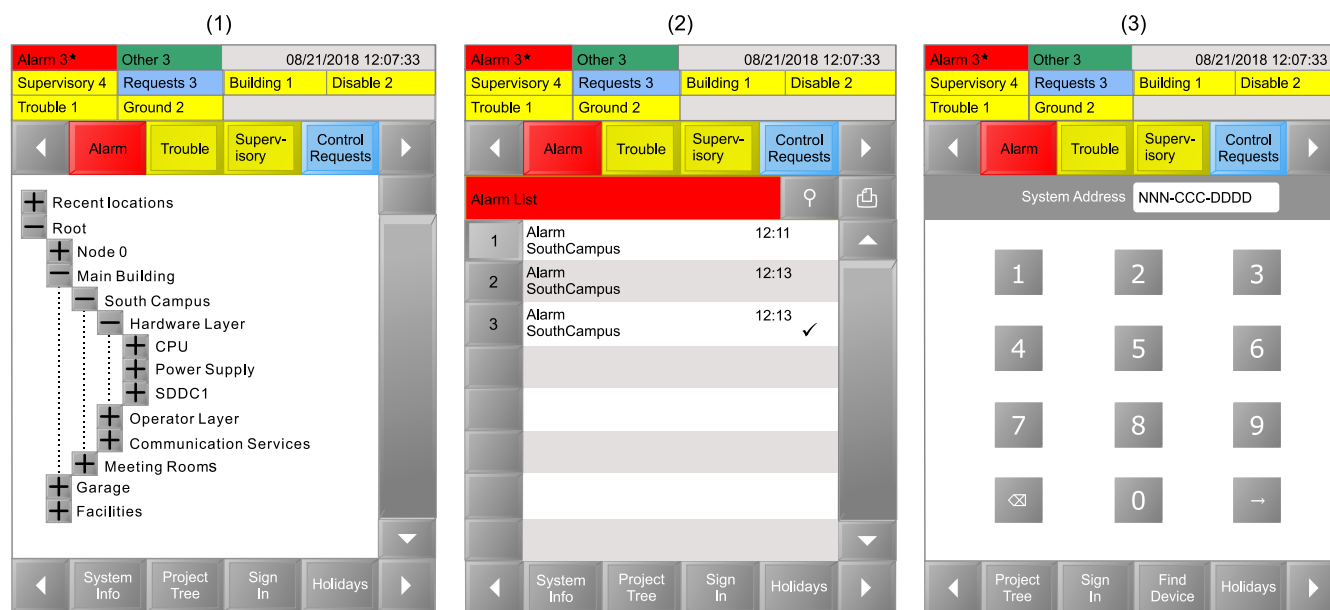 (1)
Alarm 3★
Other 3
08/21/2018 12:07:33
Supervisory 4
Requests 3
Building 1
Disable 2
Trouble 1
Ground 2
Alarm
Trouble
Superv-
isory
Control
Requests
Recent locations
Root
Node 0
Main Building
South Campus
Hardware Layer
CPU
Power Supply
SDDC1
Operator Layer
Communication Services
Meeting Rooms
Garage
Facilities
System
Info
Project
Tree
Sign
In
Holidays
(2)
Alarm 3★
Other 3
08/21/2018 12:07:33
Supervisory 4
Requests 3
Building 1
Disable 2
Trouble 1
Ground 2
Alarm
Trouble
Superv-
isory
Control
Requests
Alarm List
1
Alarm 12:11
SouthCampus
2
Alarm 12:13
SouthCampus
3
Alarm 12:13
SouthCampus ✓
System
Info
Project
Tree
Sign
In
Holidays
(3)
Alarm 3★
Other 3
08/21/2018 12:07:33
Supervisory 4
Requests 3
Building 1
Disable 2
Trouble 1
Ground 2
Alarm
Trouble
Superv-
isory
Control
Requests
System Address NNN-CCC-DDDD
1 2 3
4 5 6
7 8 9
⌫ 0 →
Project
Tree
Sign
In
Find
Device
Holidays